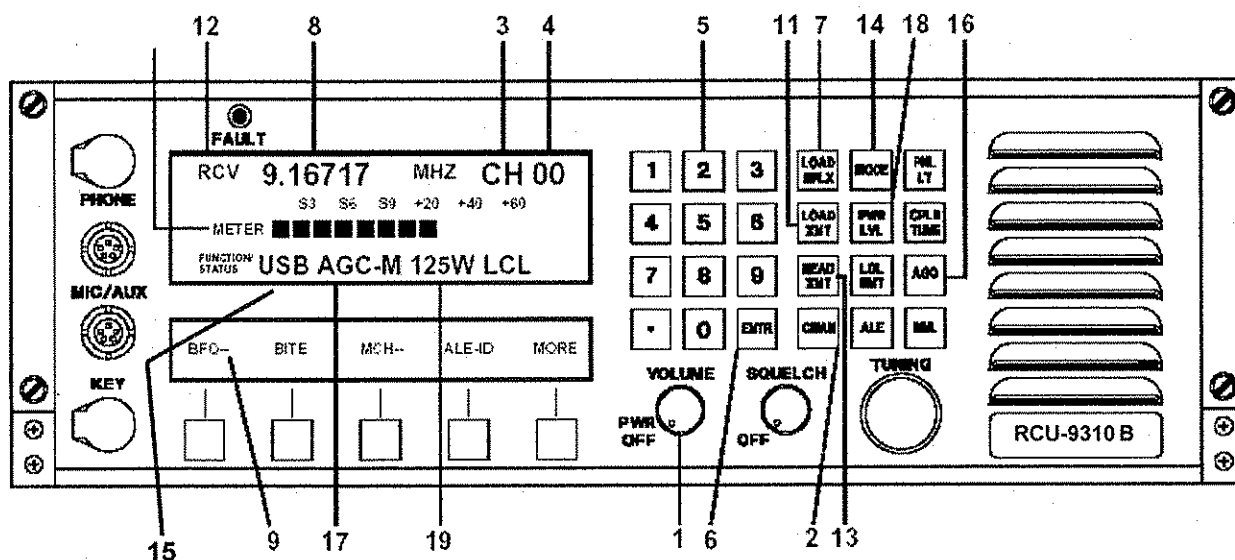 12 8 3 4 5 11 7 14 18 16
FAULT
RCV 9.16717 MHZ CH 00
S3 S6 S9 +20 +40 +60
METER
FUNCTION/
STATUS USB AGC-M 125W LCL
PHONE
MIC/AUX
KEY
BFO-- BITE MCH-- ALE-ID MORE
1 2 3 LOAD MODE PNL
LT
4 5 6 LOAD
XMT PWR
LVL CPLR
TUNE
7 8 9 READ
XMT LCL
RMT AGC
. 0 ENTR CHAN ALE
VOLUME SQUELCH TUNING
PWR
OFF OFF
RCU-9310 B
15 9 17 19 1 6 2 13